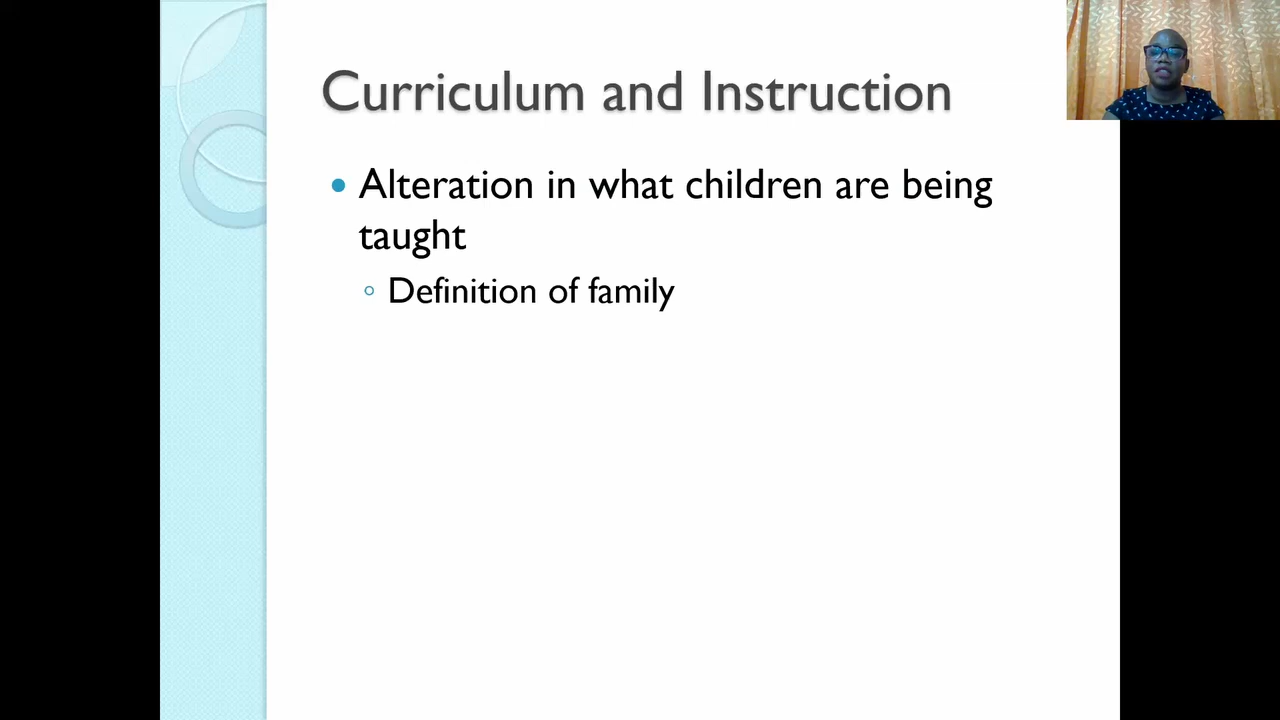 Curriculum and Instruction
Alteration in what children are being
taught
Definition of family